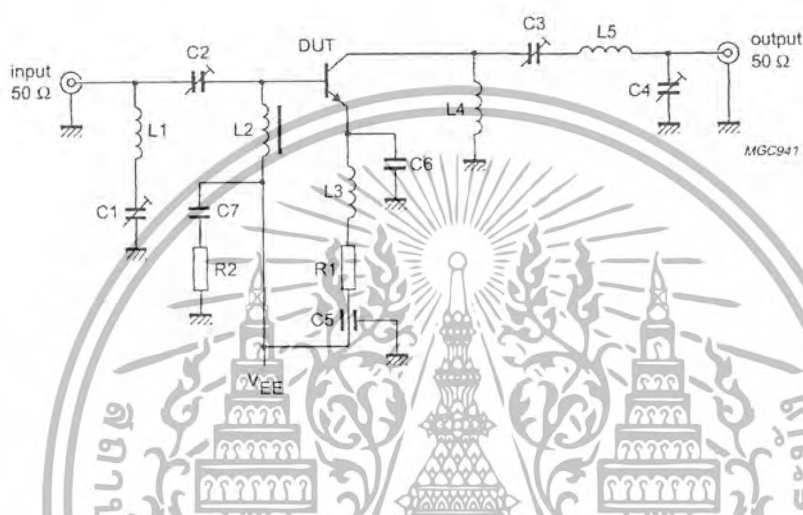 C3
L5
C2
DUT
output
50 Ω
input
50 Ω
C4
L4
L1
L2
MGC941
C6
L3
C1
C7
R2
R1
C5
VEE